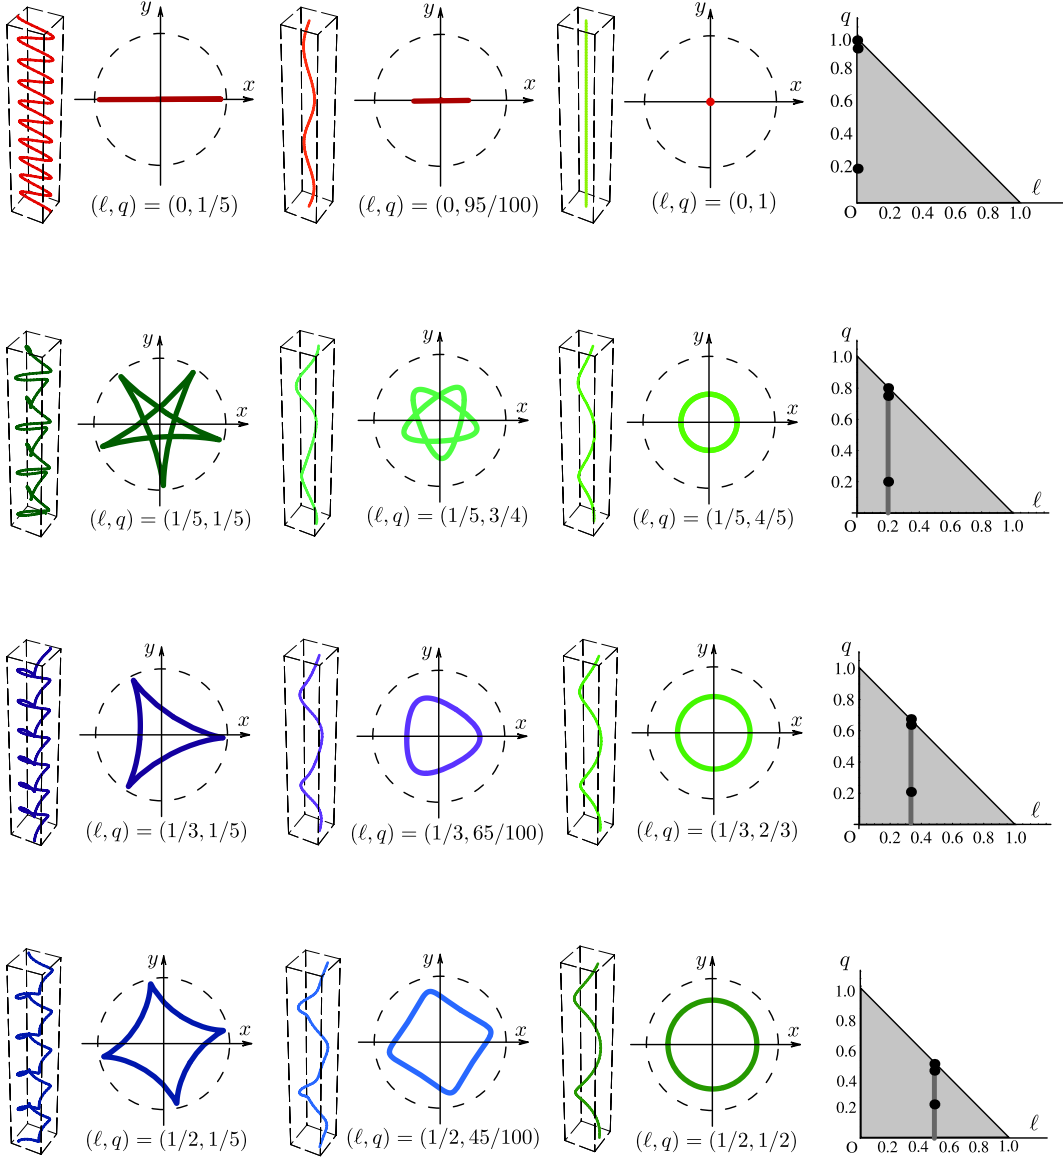 y
x
(ℓ, q) = (0, 1/5)
y
x
(ℓ, q) = (0, 95/100)
y
x
(ℓ, q) = (0, 1)
q
1.0
0.8
0.6
0.4
0.2
O 0.2 0.4 0.6 0.8 1.0
ℓ
y
x
(ℓ, q) = (1/5, 1/5)
y
x
(ℓ, q) = (1/5, 3/4)
y
x
(ℓ, q) = (1/5, 4/5)
q
1.0
0.8
0.6
0.4
0.2
O 0.2 0.4 0.6 0.8 1.0
ℓ
y
x
(ℓ, q) = (1/3, 1/5)
y
x
(ℓ, q) = (1/3, 65/100)
y
x
(ℓ, q) = (1/3, 2/3)
q
1.0
0.8
0.6
0.4
0.2
O 0.2 0.4 0.6 0.8 1.0
ℓ
y
x
(ℓ, q) = (1/2, 1/5)
y
x
(ℓ, q) = (1/2, 45/100)
y
x
(ℓ, q) = (1/2, 1/2)
q
1.0
0.8
0.6
0.4
0.2
O 0.2 0.4 0.6 0.8 1.0
ℓ